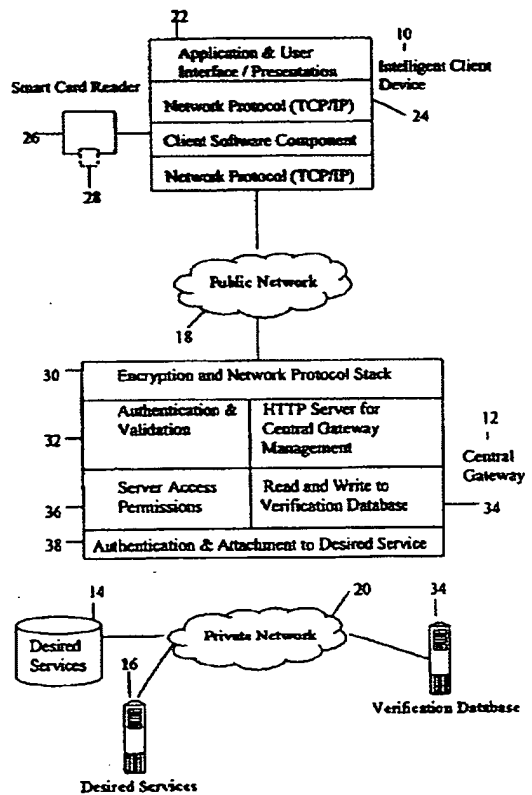 22
10
Application & User
Interface / Presentation
Intelligent Client
Device
Smart Card Reader
Network Protocol (TCP/IP)
24
26
Client Software Component
28
Network Protocol (TCP/IP)
Public Network
18
30
Encryption and Network Protocol Stack
Authentication &
Validation
HTTP Server for
Central Gateway
Management
12
32
Central
Gateway
Server Access
Permissions
Read and Write to
Verification Database
36
34
38
Authentication & Attachment to Desired Service
14
20
34
Desired
Services
Private Network
16
Verification Database
Desired Services